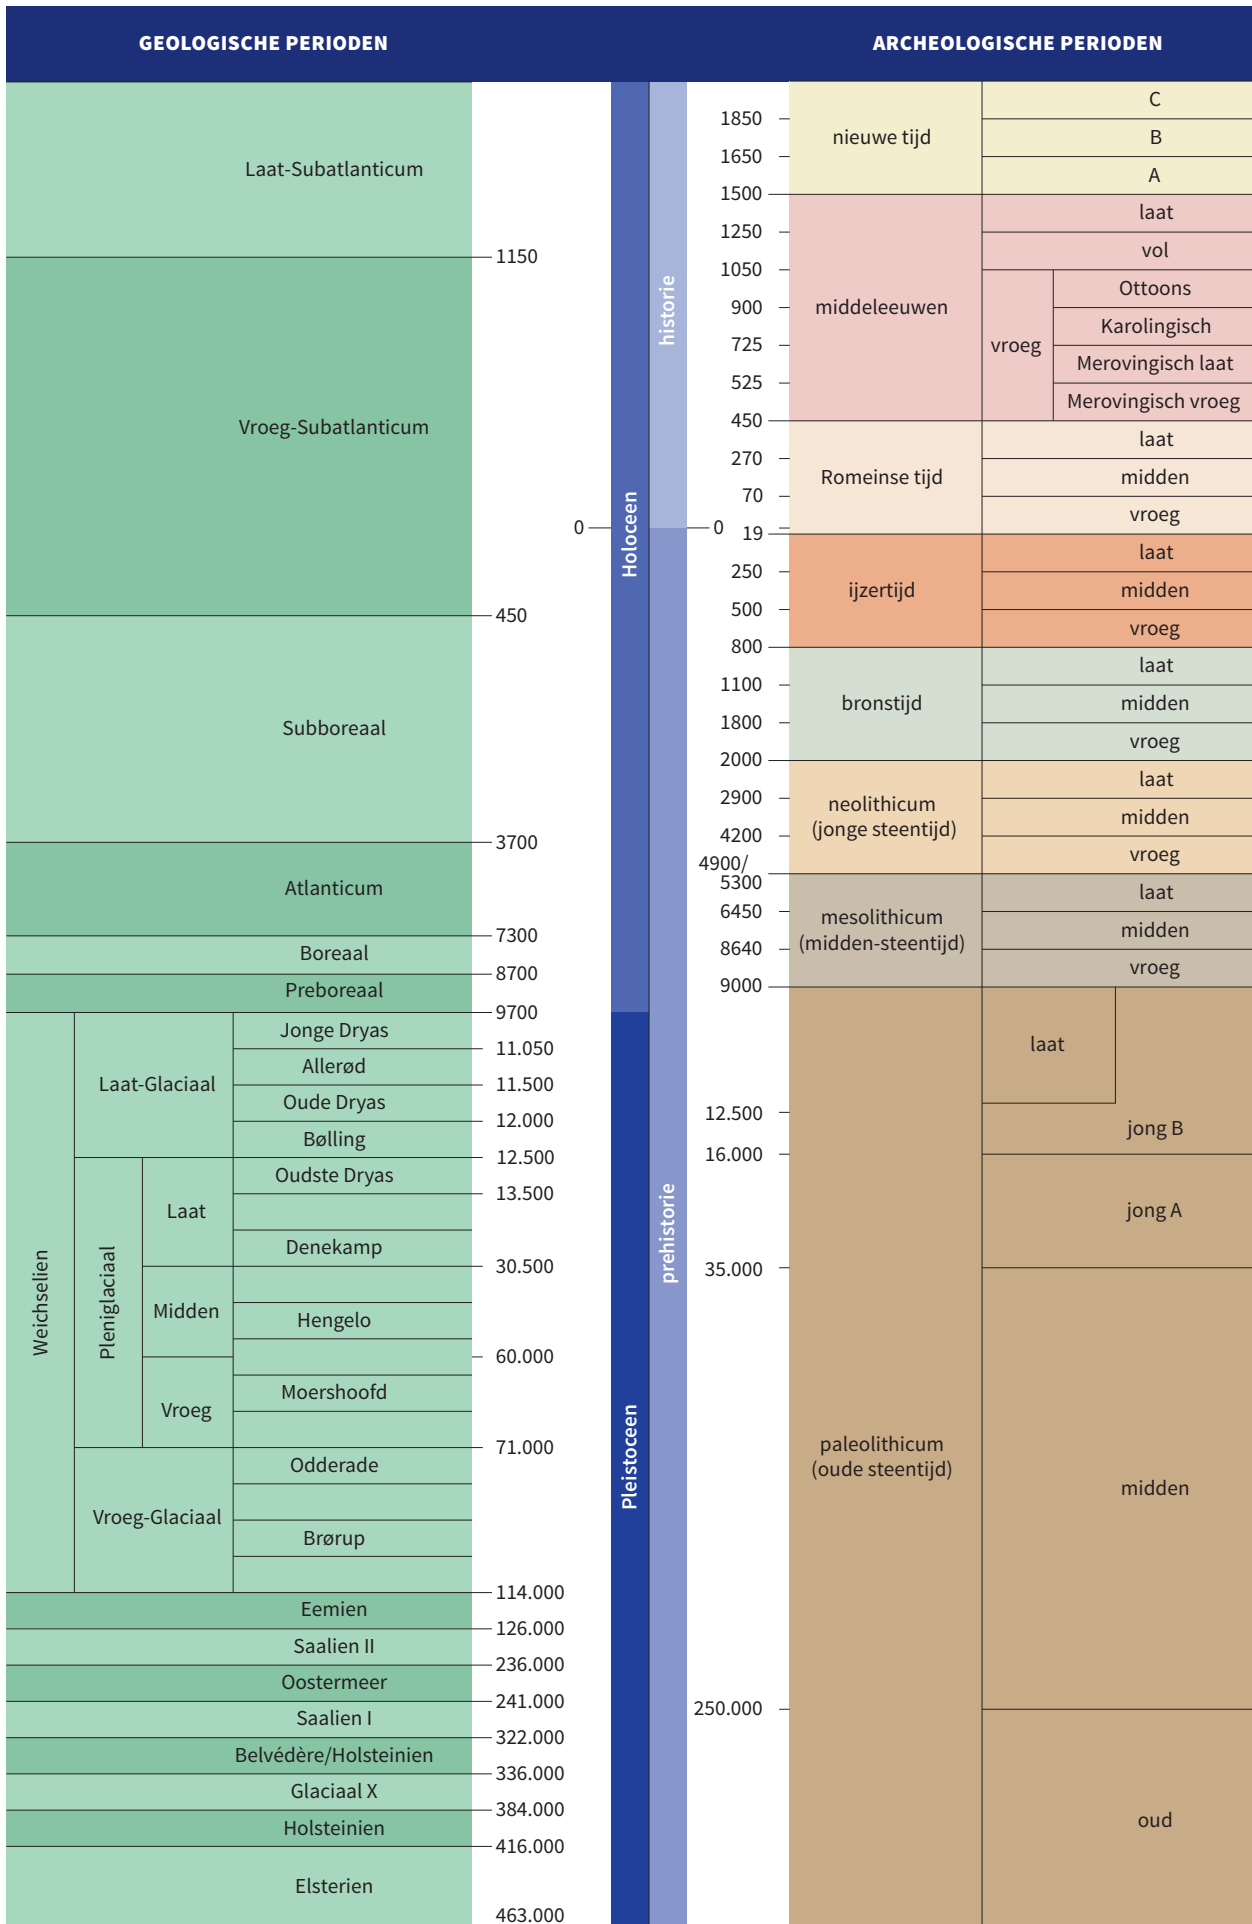 GEOLOGISCHE PERIODEN
ARCHEOLOGISCHE PERIODEN
Laat-Subatlanticum
1150
Vroeg-Subatlanticum
450
Subboreaal
3700
Atlanticum
7300
Boreaal
8700
Preboreaal
9700
Weichselien
Laat-Glaciaal
Jonge Dryas
11.050
Allerød
11.500
Oude Dryas
12.000
Bølling
12.500
Pleniglaciaal
Laat
Oudste Dryas
13.500
Denekamp
30.500
Midden
Hengelo
60.000
Vroeg
Moershoofd
71.000
Vroeg-Glaciaal
Odderade
Brørup
114.000
Eemien
126.000
Saalien II
236.000
Oostermeer
241.000
Saalien I
322.000
Belvédère/Holsteinien
336.000
Glaciaal X
384.000
Holsteinien
416.000
Elsterien
463.000
0
Holoceen
Pleistoceen
historie
prehistorie
0
nieuwe tijd
C
1850
B
1650
A
1500
middeleeuwen
laat
1250
vol
1050
vroeg
Ottoons
900
Karolingisch
725
Merovingisch laat
525
Merovingisch vroeg
450
Romeinse tijd
laat
270
midden
70
vroeg
19
ijzertijd
laat
250
midden
500
vroeg
800
bronstijd
laat
1100
midden
1800
vroeg
2000
neolithicum
(jonge steentijd)
laat
2900
midden
4200
vroeg
4900/
5300
mesolithicum
(midden-steentijd)
laat
6450
midden
8640
vroeg
9000
paleolithicum
(oude steentijd)
laat
12.500
jong B
16.000
jong A
35.000
midden
250.000
oud